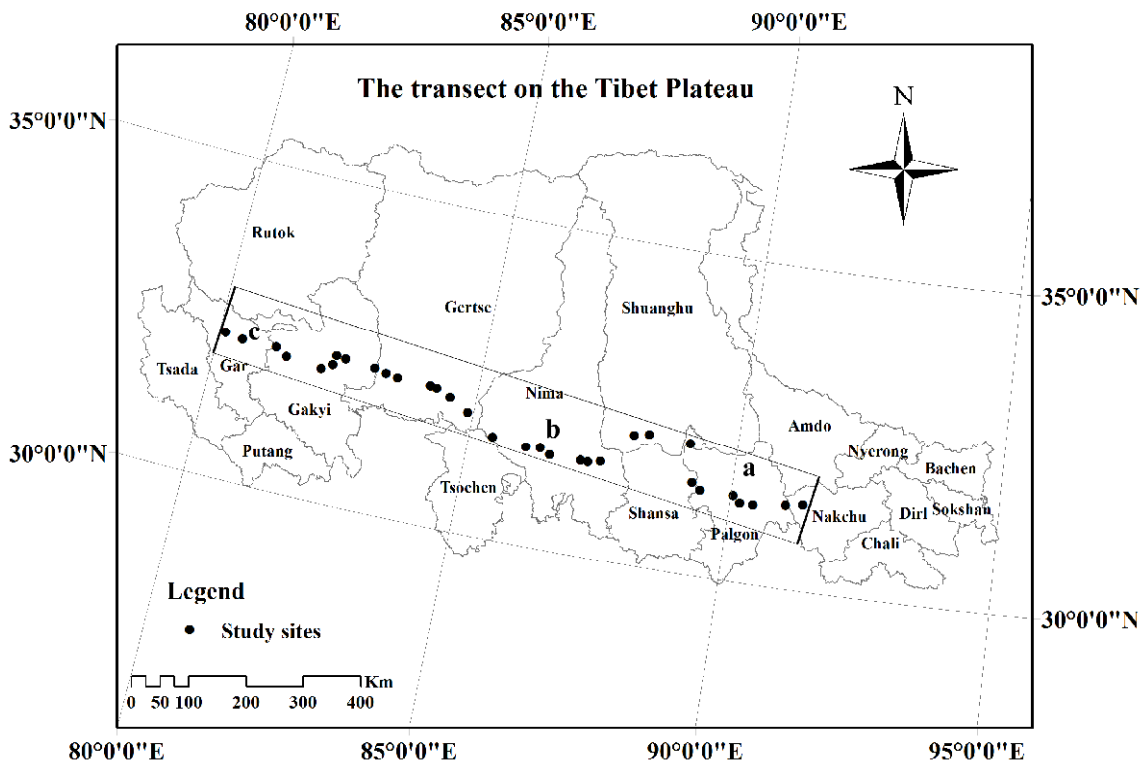 80°0'0"E 85°0'0"E 90°0'0"E
The transect on the Tibet Plateau
N
35°0'0"N
Rutok
35°0'0"N
Gertse
Shuanghu
c
Tsada
Gar
Nima
Gakyi
b
Amdo
30°0'0"N
Putang
Nyerong
a
Bachen
Tsochen
Shansa
Nakchu
Dirl
Sokshan
Palgon
Chali
Legend
30°0'0"N
Study sites
Km
0 50 100 200 300 400
80°0'0"E 85°0'0"E 90°0'0"E 95°0'0"E